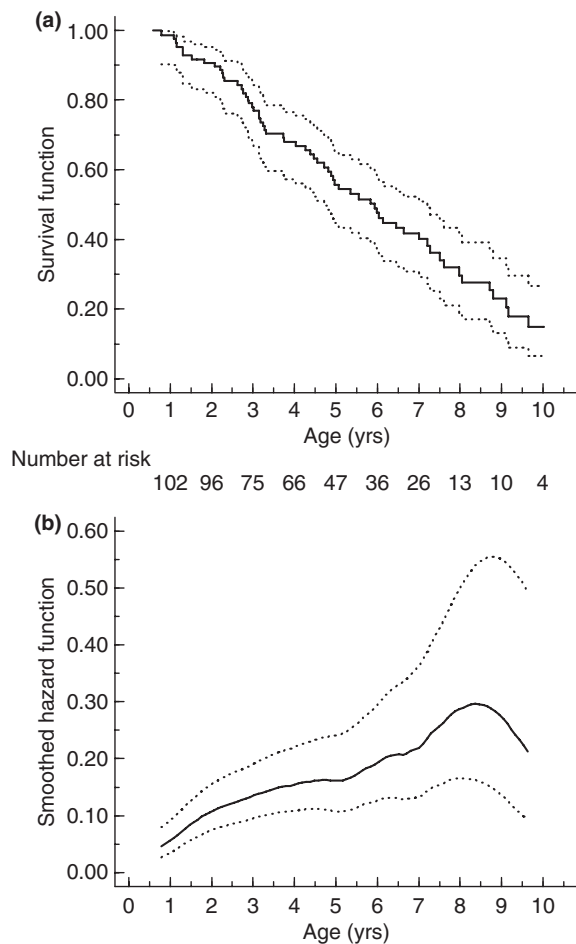 (a)
1.00
0.80
0.60
0.40
0.20
0.00
Survival function
0 1 2 3 4 5 6 7 8 9 10
Age (yrs)
Number at risk
102 96 75 66 47 36 26 13 10 4
(b)
0.60
0.50
0.40
0.30
0.20
0.10
0.00
Smoothed hazard function
0 1 2 3 4 5 6 7 8 9 10
Age (yrs)